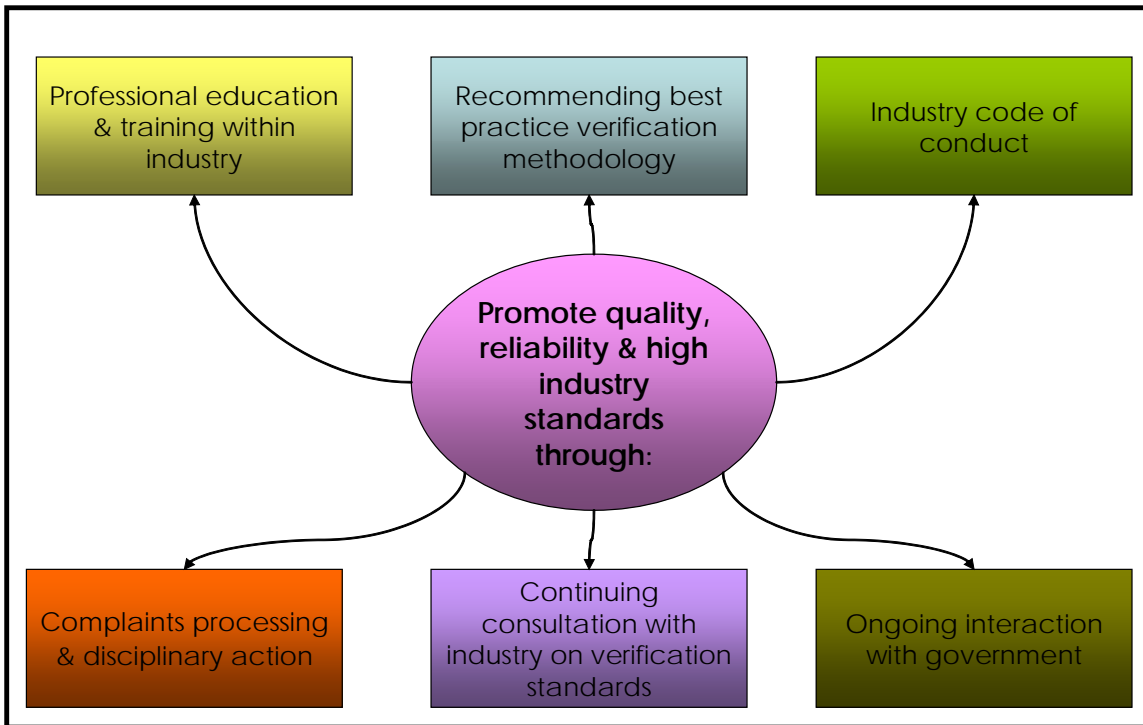 Professional education
& training within
industry
Recommending best
practice verification
methodology
Industry code of
conduct
Promote quality,
reliability & high
industry
standards
through:
Complaints processing
& disciplinary action
Continuing
consultation with
industry on verification
standards
Ongoing interaction
with government